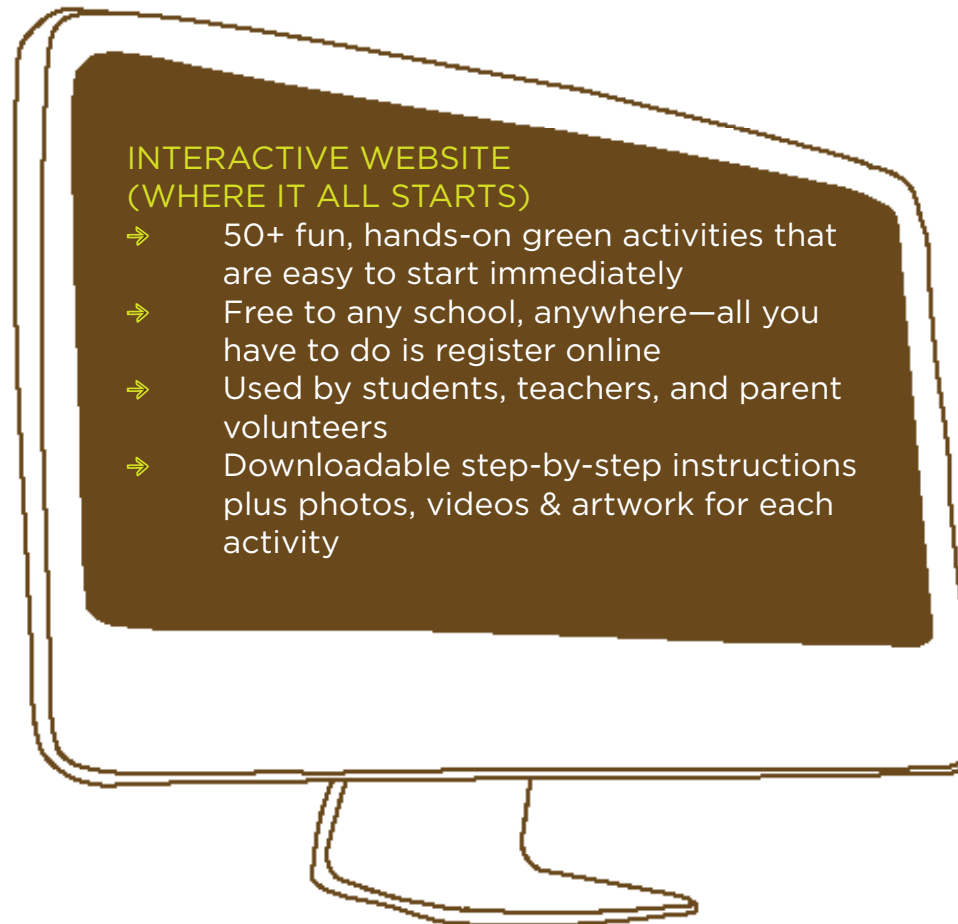 INTERACTIVE WEBSITE
(WHERE IT ALL STARTS)
➩ 50+ fun, hands-on green activities that
are easy to start immediately
➩ Free to any school, anywhere—all you
have to do is register online
➩ Used by students, teachers, and parent
volunteers
➩ Downloadable step-by-step instructions
plus photos, videos & artwork for each
activity